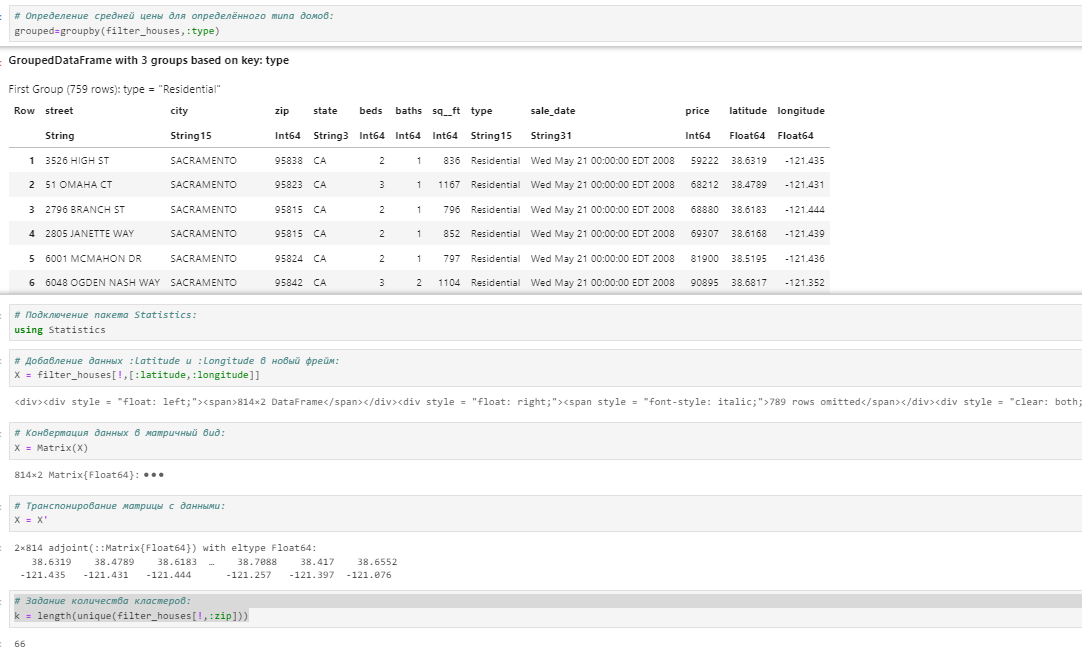 # Определение средней цены для определённого типа домов:
grouped=groupby(filter_houses,:type)
GroupedDataFrame with 3 groups based on key: type
First Group (759 rows): type = "Residential"
Row street city zip state beds baths sq__ft type sale_date price latitude longitude
String String15 Int64 String3 Int64 Int64 Int64 String15 String31 Int64 Float64 Float64
1 3526 HIGH ST SACRAMENTO 95838 CA 2 1 836 Residential Wed May 21 00:00:00 EDT 2008 59222 38.6319 -121.435
2 51 OMAHA CT SACRAMENTO 95823 CA 3 1 1167 Residential Wed May 21 00:00:00 EDT 2008 68212 38.4789 -121.431
3 2796 BRANCH ST SACRAMENTO 95815 CA 2 1 796 Residential Wed May 21 00:00:00 EDT 2008 68880 38.6183 -121.444
4 2805 JANETTE WAY SACRAMENTO 95815 CA 2 1 852 Residential Wed May 21 00:00:00 EDT 2008 69307 38.6168 -121.439
5 6001 MCMAHON DR SACRAMENTO 95824 CA 2 1 797 Residential Wed May 21 00:00:00 EDT 2008 81900 38.5195 -121.436
6 6048 OGDEN NASH WAY SACRAMENTO 95842 CA 3 2 1104 Residential Wed May 21 00:00:00 EDT 2008 90895 38.6817 -121.352
# Подключение пакета Statistics:
using Statistics
# Добавление данных :Latitude и :Longitude в новый фрейм:
X = filter_houses[!,[:latitude,:longitude]]
<div><div style = "float: left;"><span>814×2 DataFrame</span></div><div style = "float: right;"><span style = "font-style: italic;">789 rows omitted</span></div><div style = "clear: both;
# Конвертация данных в матричный вид:
X = Matrix(X)
814×2 Matrix{Float64}: •••
# Транспонирование матрицы с данными:
X = X'
2×814 adjoint(::Matrix{Float64}) with eltype Float64:
38.6319 38.4789 38.6183 … 38.7088 38.417 38.6552
-121.435 -121.431 -121.444 -121.257 -121.397 -121.076
# Задание количества кластеров:
k = length(unique(filter_houses[!,:zip]))
66